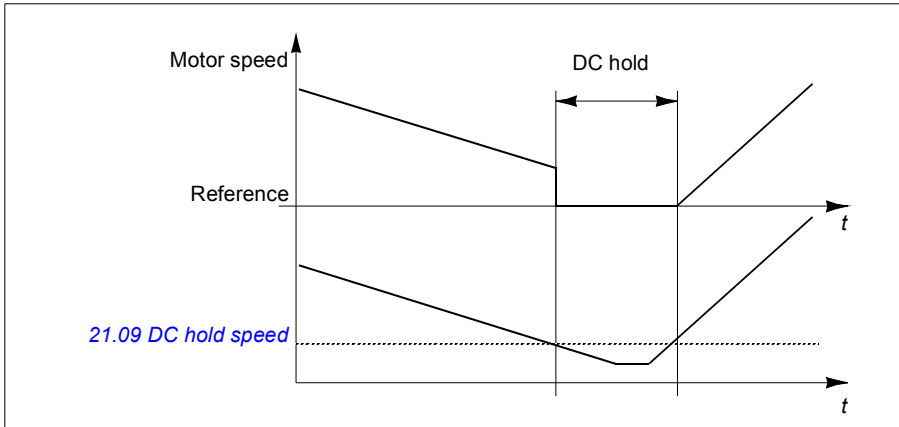 Motor speed
DC hold
Reference
t
21.09 DC hold speed
t